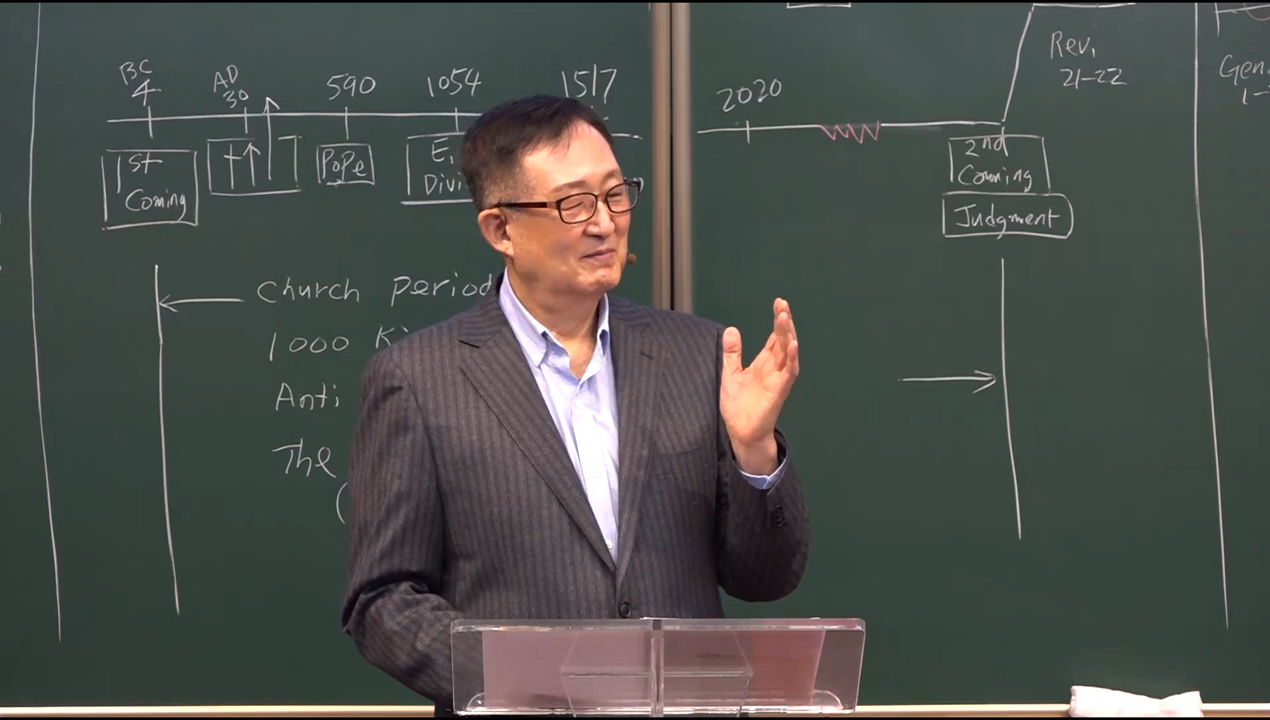 BC
4
AD
30
590
1054
1517
2020
Rev.
21-22
Gen.
1st
Coming
PoPe
E.
Divi
2nd
Coming
Judgment
Church period
1000 Ki
Anti
The
(